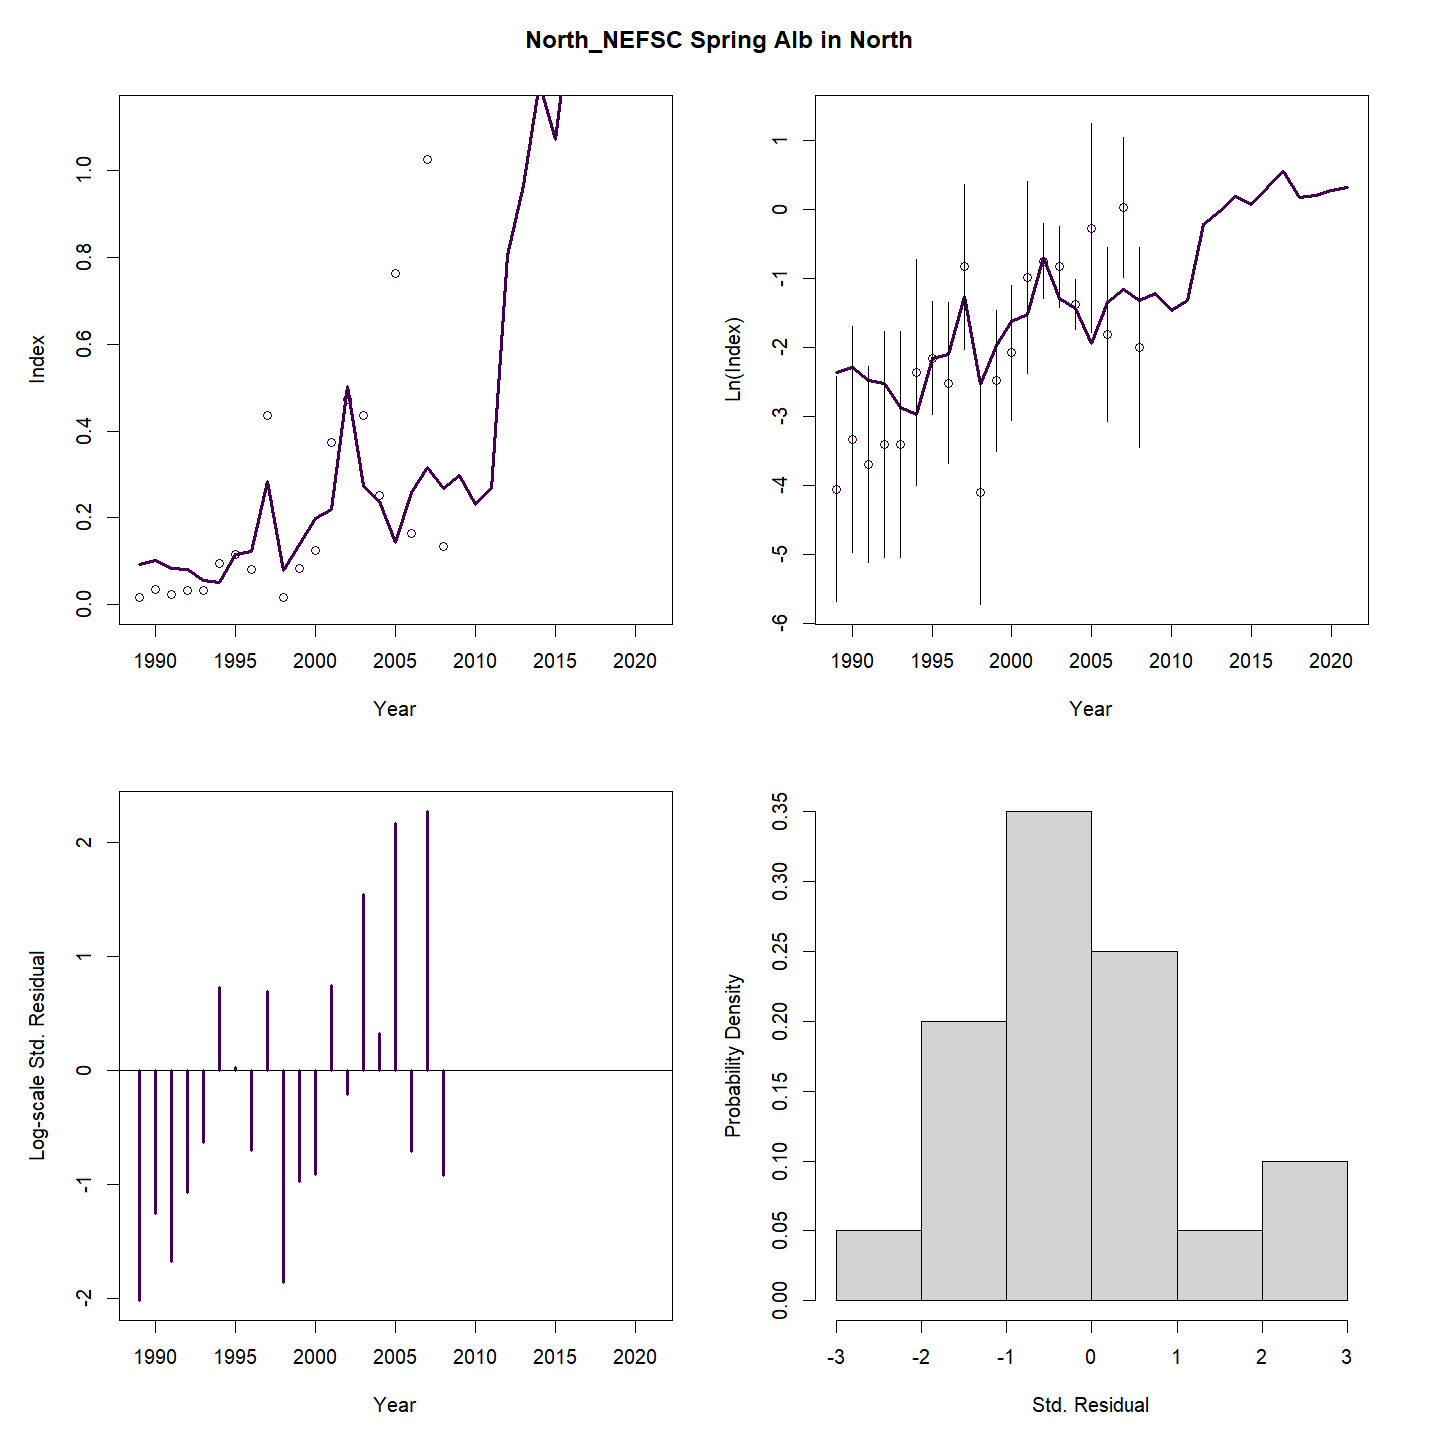 North_NEFSC Spring Alb in North
Index
0.0 0.2 0.4 0.6 0.8 1.0
1990 1995 2000 2005 2010 2015 2020
Year
Ln(Index)
-6 -5 -4 -3 -2 -1 0 1
1990 1995 2000 2005 2010 2015 2020
Year
Log-scale Std. Residual
-2 -1 0 1 2
1990 1995 2000 2005 2010 2015 2020
Year
Probability Density
0.00 0.05 0.10 0.15 0.20 0.25 0.30 0.35
-3 -2 -1 0 1 2 3
Std. Residual